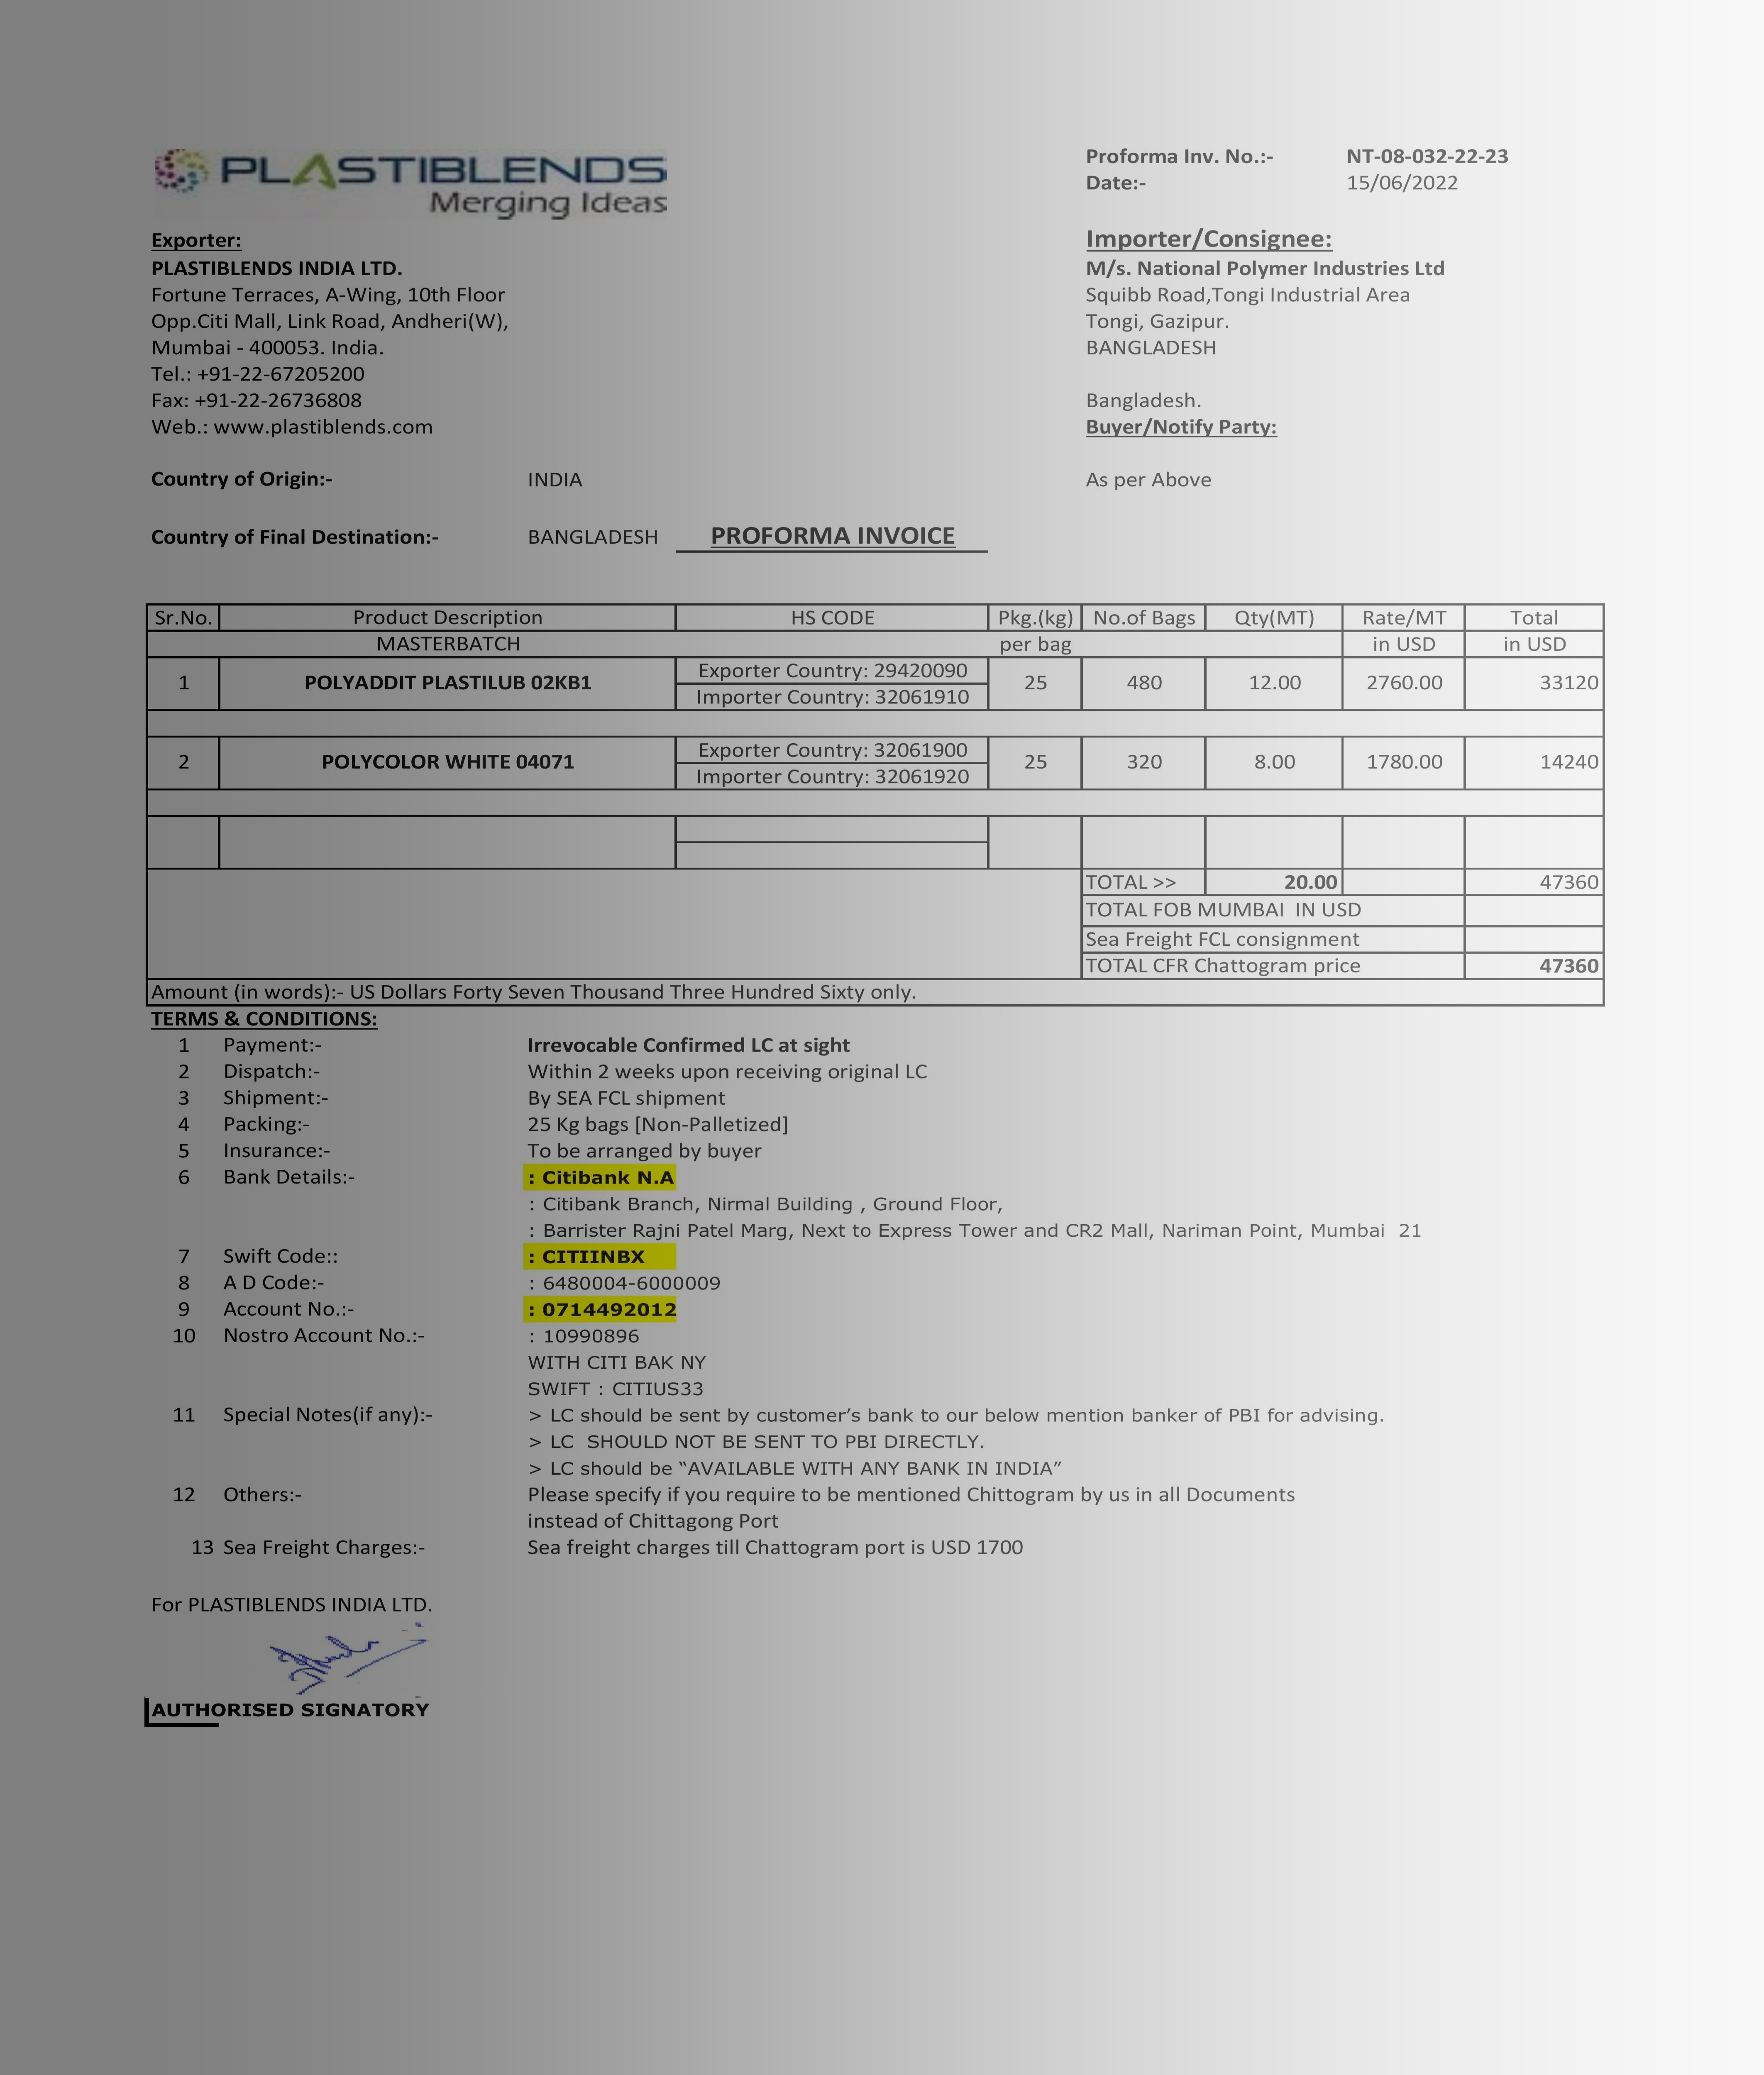 PLASTIBLENDS
Merging Ideas
Proforma Inv. No.:- NT-08-032-22-23
Date:- 15/06/2022
Exporter:
PLASTIBLENDS INDIA LTD.
Fortune Terraces, A-Wing, 10th Floor
Opp.Citi Mall, Link Road, Andheri(W),
Mumbai - 400053. India.
Tel.: +91-22-67205200
Fax: +91-22-26736808
Web.: www.plastiblends.com
Importer/Consignee:
M/s. National Polymer Industries Ltd
Squibb Road,Tongi Industrial Area
Tongi, Gazipur.
BANGLADESH
Bangladesh.
Buyer/Notify Party:
Country of Origin:- INDIA As per Above
Country of Final Destination:- BANGLADESH PROFORMA INVOICE
Sr.No. Product Description HS CODE Pkg.(kg) No.of Bags Qty(MT) Rate/MT Total
MASTERBATCH per bag in USD in USD
1 POLYADDIT PLASTILUB 02KB1 Exporter Country: 29420090 25 480 12.00 2760.00 33120
Importer Country: 32061910
2 POLYCOLOR WHITE 04071 Exporter Country: 32061900 25 320 8.00 1780.00 14240
Importer Country: 32061920
TOTAL >> 20.00 47360
TOTAL FOB MUMBAI IN USD
Sea Freight FCL consignment
TOTAL CFR Chattogram price 47360
Amount (in words):- US Dollars Forty Seven Thousand Three Hundred Sixty only.
TERMS & CONDITIONS:
1 Payment:- Irrevocable Confirmed LC at sight
2 Dispatch:- Within 2 weeks upon receiving original LC
3 Shipment:- By SEA FCL shipment
4 Packing:- 25 Kg bags [Non-Palletized]
5 Insurance:- To be arranged by buyer
6 Bank Details:- : Citibank N.A
: Citibank Branch, Nirmal Building , Ground Floor,
: Barrister Rajni Patel Marg, Next to Express Tower and CR2 Mall, Nariman Point, Mumbai 21
7 Swift Code:: : CITIINBX
8 A D Code:- : 6480004-6000009
9 Account No.:- : 0714492012
10 Nostro Account No.:- : 10990896
WITH CITI BAK NY
SWIFT : CITIUS33
11 Special Notes(if any):- > LC should be sent by customer’s bank to our below mention banker of PBI for advising.
> LC SHOULD NOT BE SENT TO PBI DIRECTLY.
> LC should be “AVAILABLE WITH ANY BANK IN INDIA”
12 Others:- Please specify if you require to be mentioned Chittogram by us in all Documents
instead of Chittagong Port
13 Sea Freight Charges:- Sea freight charges till Chattogram port is USD 1700
For PLASTIBLENDS INDIA LTD.
AUTHORISED SIGNATORY